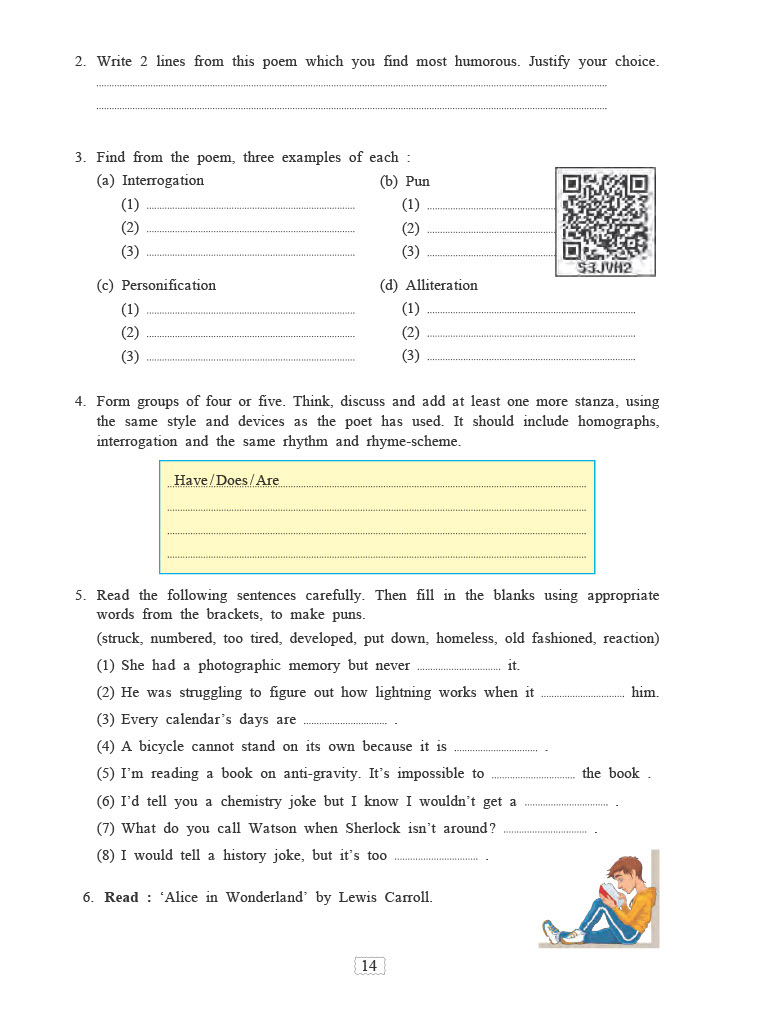 2. Write 2 lines from this poem which you find most humorous. Justify your choice.
3. Find from the poem, three examples of each :
(a) Interrogation
(1)
(2)
(3)
(b) Pun
(1)
(2)
(3)
S3JVH2
(c) Personification
(1)
(2)
(3)
(d) Alliteration
(1)
(2)
(3)
4. Form groups of four or five. Think, discuss and add at least one more stanza, using
the same style and devices as the poet has used. It should include homographs,
interrogation and the same rhythm and rhyme-scheme.
Have/Does/Are
5. Read the following sentences carefully. Then fill in the blanks using appropriate
words from the brackets, to make puns.
(struck, numbered, too tired, developed, put down, homeless, old fashioned, reaction)
(1) She had a photographic memory but never .............................. it.
(2) He was struggling to figure out how lightning works when it .............................. him.
(3) Every calendar's days are .............................. .
(4) A bicycle cannot stand on its own because it is .............................. .
(5) I'm reading a book on anti-gravity. It's impossible to .............................. the book .
(6) I'd tell you a chemistry joke but I know I wouldn't get a .............................. .
(7) What do you call Watson when Sherlock isn't around? .............................. .
(8) I would tell a history joke, but it's too .............................. .
6. Read : 'Alice in Wonderland' by Lewis Carroll.
14